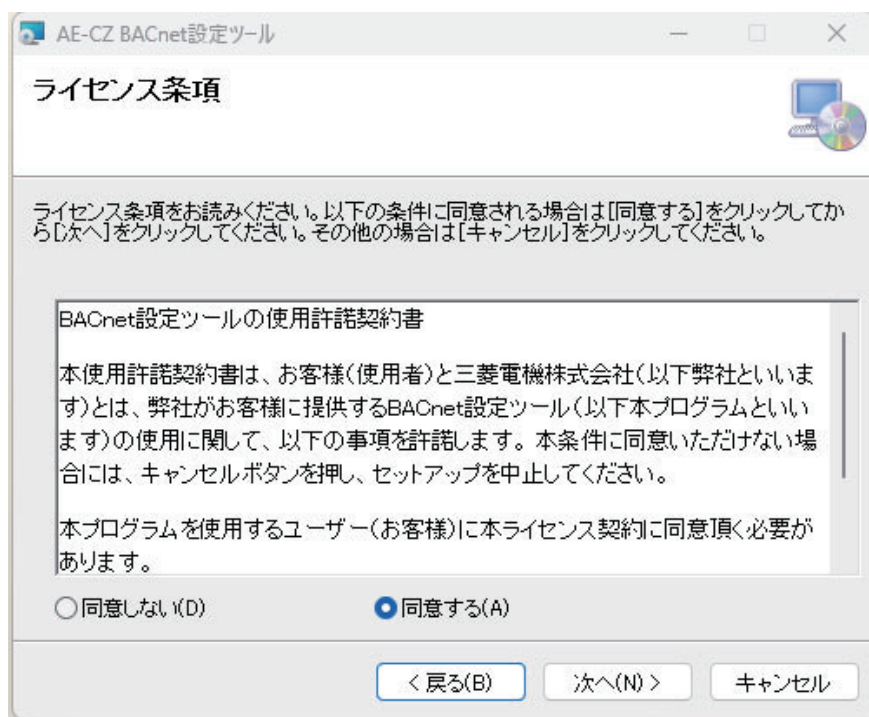 AE-CZ BACnet設定ツール
ライセンス条項
ライセンス条項をお読みください。以下の条件に同意される場合は[同意する]をクリックしてか
ら[次へ]をクリックしてください。その他の場合は[キャンセル]をクリックしてください。
BACnet設定ツールの使用許諾契約書
本使用許諾契約書は、お客様(使用者)と三菱電機株式会社(以下弊社といいま
す)とは、弊社がお客様に提供するBACnet設定ツール(以下本プログラムといい
ます)の使用に関して、以下の事項を許諾します。本条件に同意いただけない場
合には、キャンセルボタンを押し、セットアップを中止してください。
本プログラムを使用するユーザー(お客様)に本ライセンス契約に同意頂く必要が
あります。
同意しない(D) 同意する(A)
< 戻る(B) 次へ(N) > キャンセル